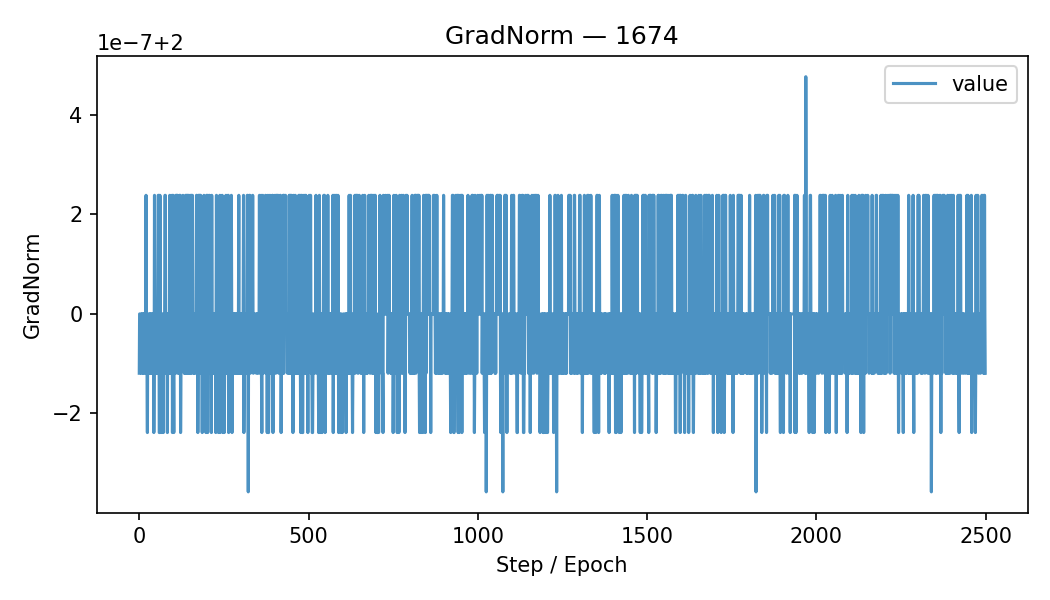 GradNorm — 1674
1e−7+2
value
4
2
0
−2
GradNorm
0 500 1000 1500 2000 2500
Step / Epoch